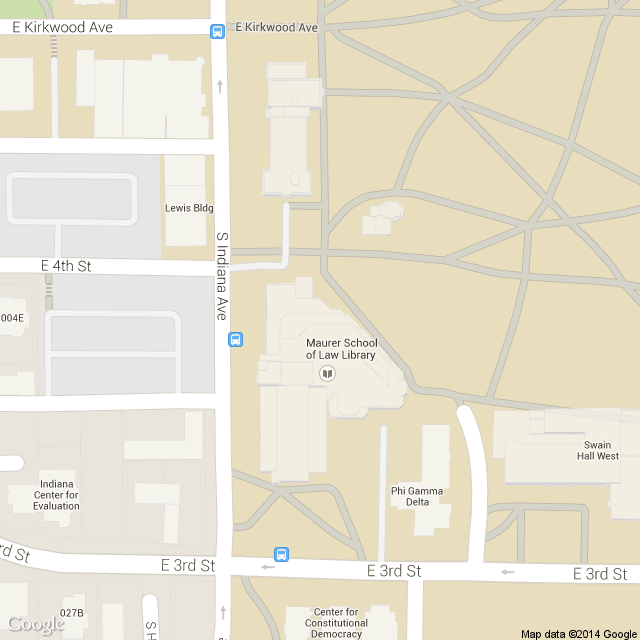 E Kirkwood Ave
E Kirkwood Ave
Lewis Bldg
S Indiana Ave
E 4th St
004E
Maurer School
of Law Library
Swain
Hall West
Indiana
Center for
Evaluation
Phi Gamma
Delta
rd St
E 3rd St
E 3rd St
E 3rd St
027B
S H
Center for
Constitutional
Democracy
Google
Map data ©2014 Google